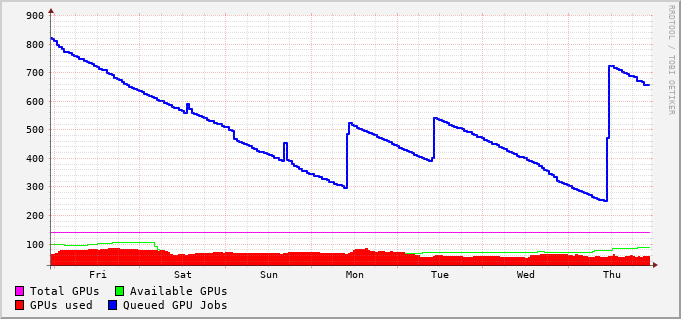 900
800
700
600
500
400
300
200
100
Fri Sat Sun Mon Tue Wed Thu
Total GPUs Available GPUs
GPUs used Queued GPU Jobs
RRDTOOL / TOBI OETIKER